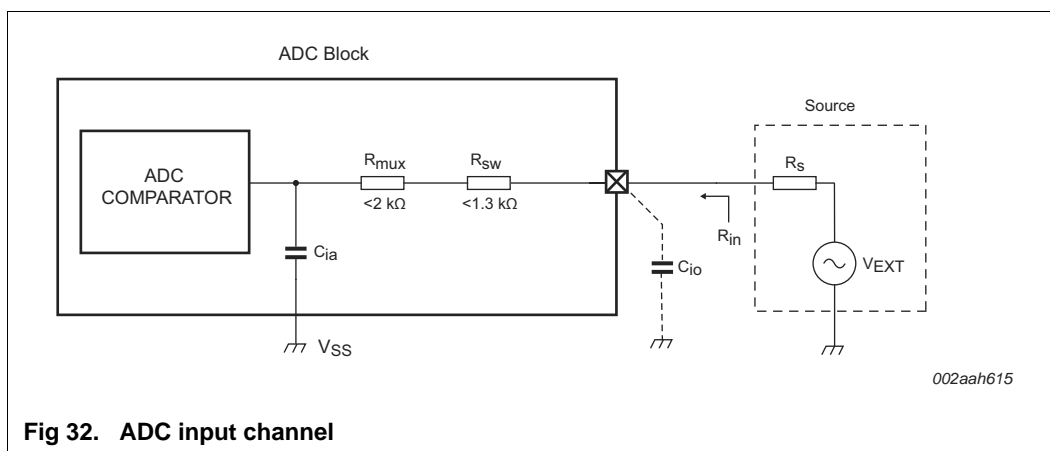 ADC Block
Source
ADC
COMPARATOR
Rmux
<2 kΩ
Rsw
<1.3 kΩ
Rs
Rin
Cia
Cio
VEXT
VSS
002aah615
Fig 32. ADC input channel